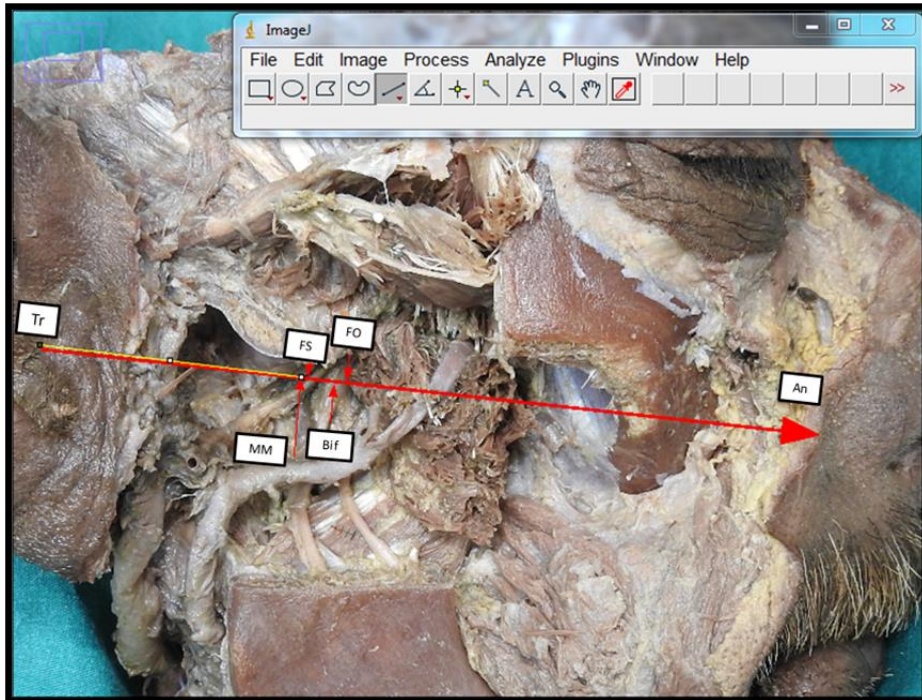 ImageJ
File Edit Image Process Analyze Plugins Window Help
A
>>
Tr
FS
FO
An
MM
Bif